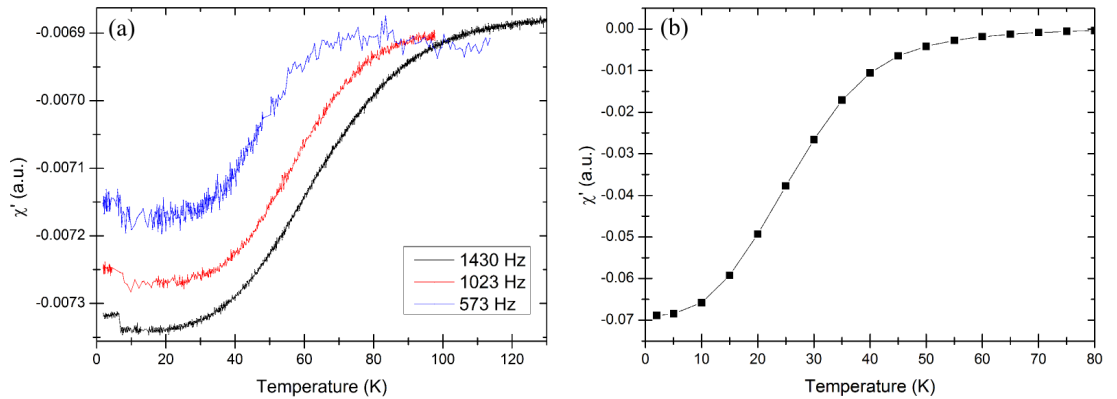 (a)
-0.0069
-0.0070
-0.0071
-0.0072
-0.0073
χ' (a.u.)
1430 Hz
1023 Hz
573 Hz
0 20 40 60 80 100 120
Temperature (K)
(b)
0.00
-0.01
-0.02
-0.03
-0.04
-0.05
-0.06
-0.07
χ' (a.u.)
0 10 20 30 40 50 60 70 80
Temperature (K)